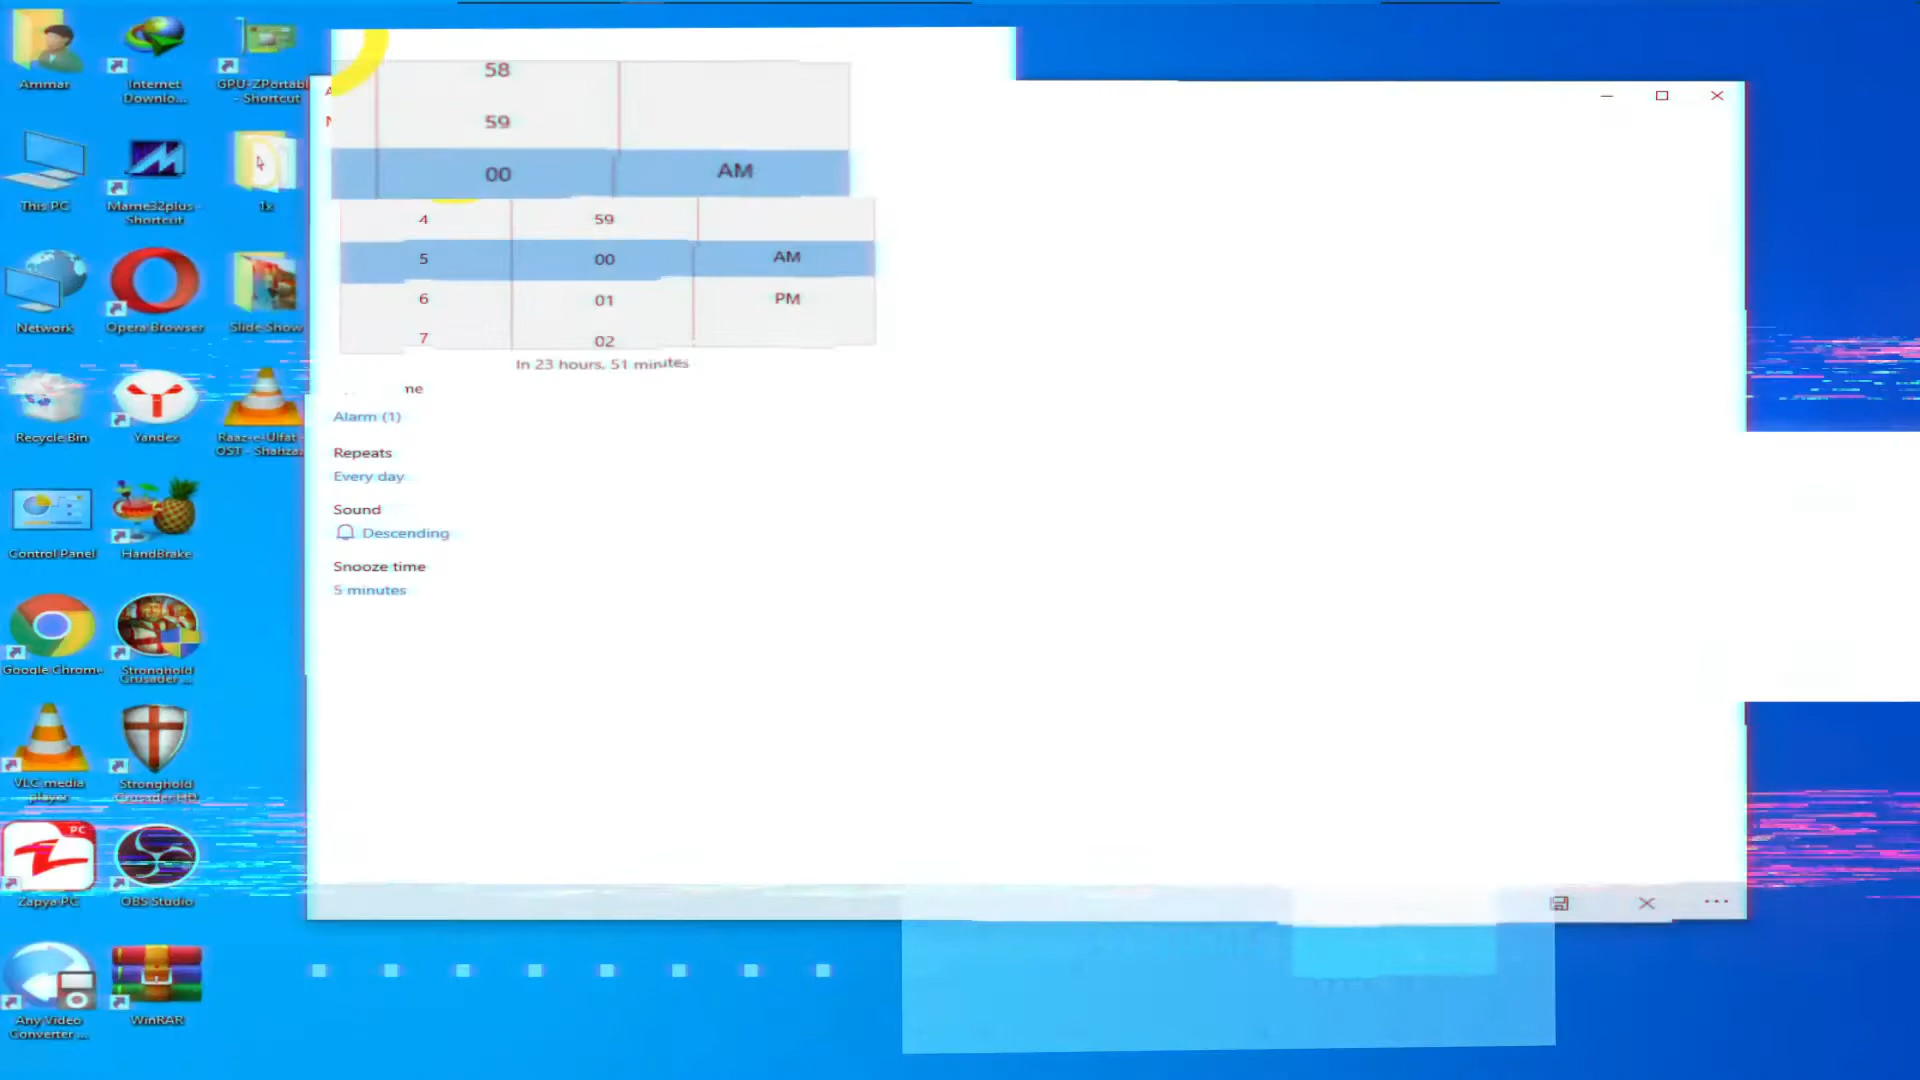 Ammar
Internet
Downlo...
GPU-ZPortabl
- Shortcut
This PC
Mame32plus -
Shortcut
1x
Network
Opera Browser
Slide Show
Recycle Bin
Yandex
Raaz-e-Ulfat -
OST - Shahza...
Control Panel
HandBrake
Google Chrome
Stronghold
Crusader ...
VLC media
player
Stronghold
Crusader HD
PC
Zapya PC
OBS Studio
Any Video
Converter ...
WinRAR
58
59
00 AM
4 59
5 00 AM
6 01 PM
7 02
In 23 hours, 51 minutes
me
Alarm (1)
Repeats
Every day
Sound
Descending
Snooze time
5 minutes